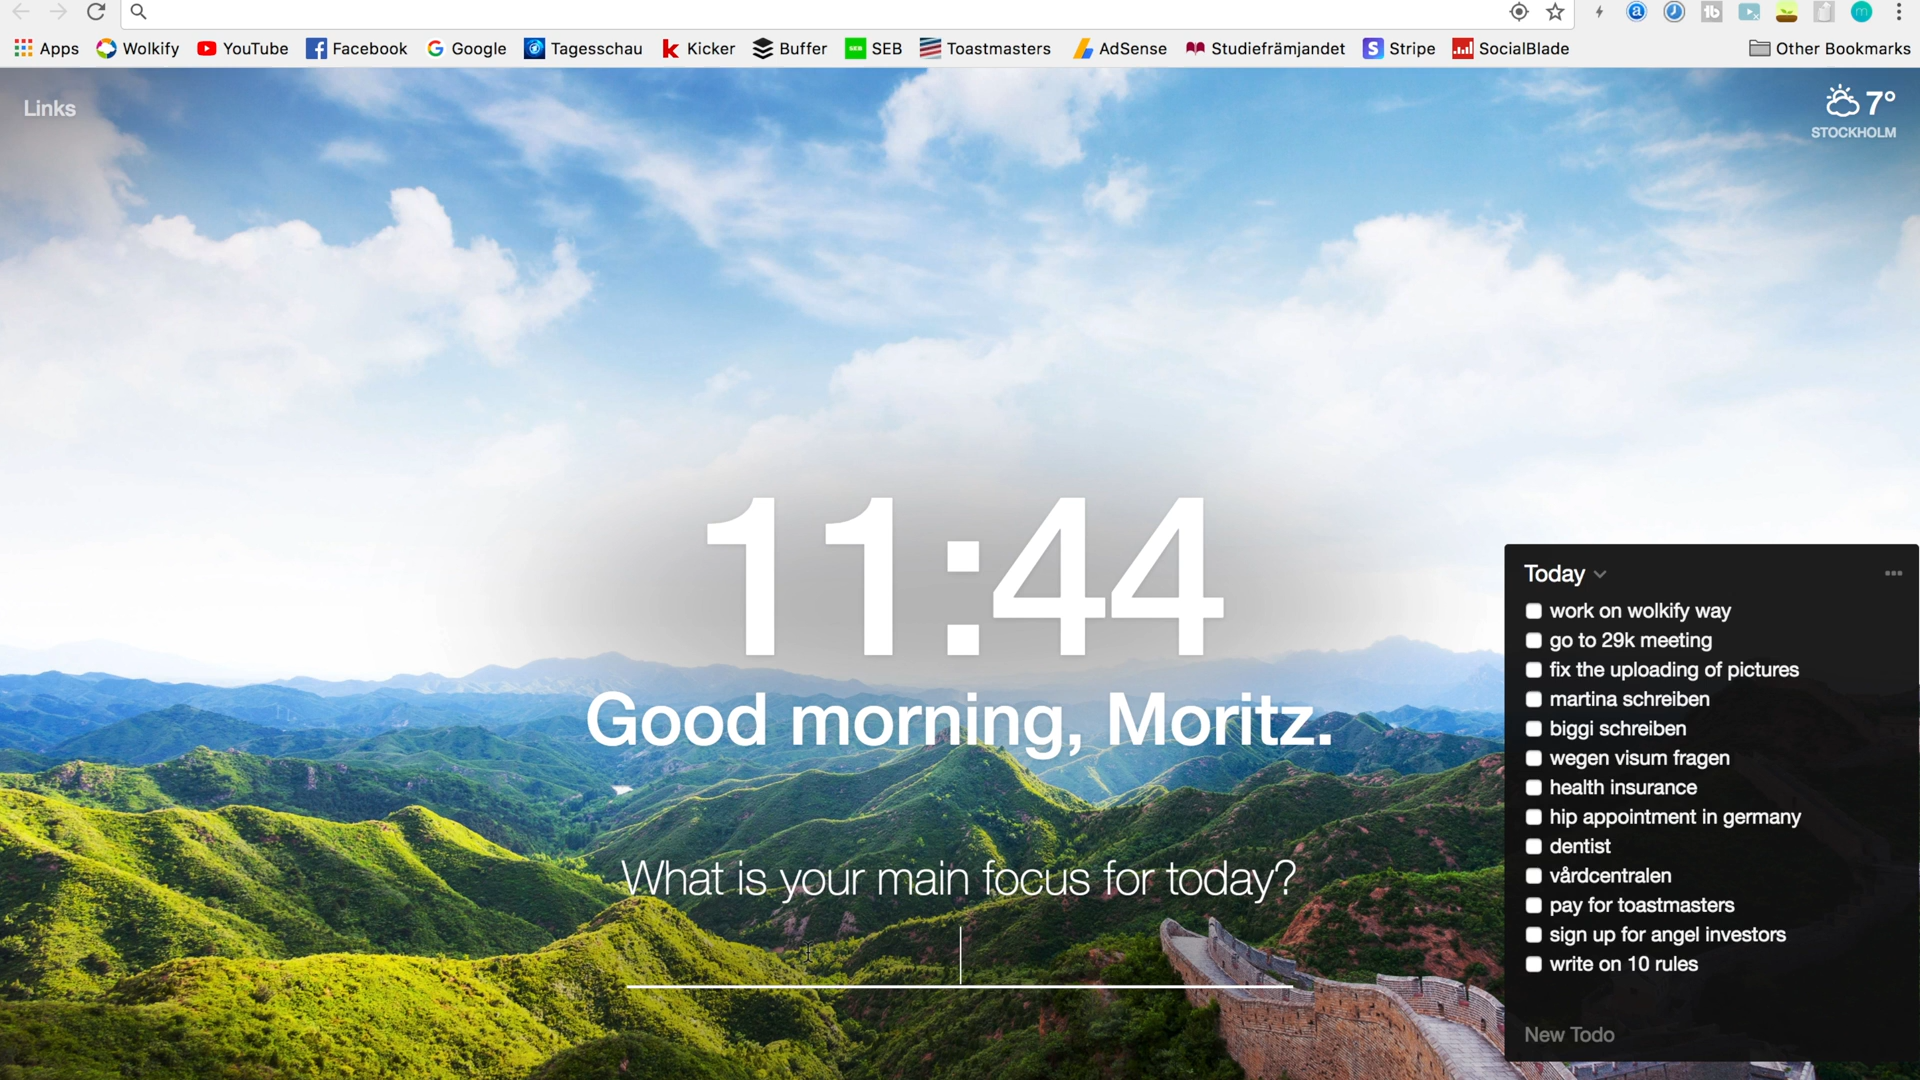 Apps Wolkify YouTube Facebook Google Tagesschau Kicker Buffer SEB Toastmasters AdSense Studiefrämjandet Stripe SocialBlade Other Bookmarks
Links
7°
STOCKHOLM
11:44
Good morning, Moritz.
What is your main focus for today?
Today
work on wolkify way
go to 29k meeting
fix the uploading of pictures
martina schreiben
biggi schreiben
wegen visum fragen
health insurance
hip appointment in germany
dentist
vårdcentralen
pay for toastmasters
sign up for angel investors
write on 10 rules
New Todo